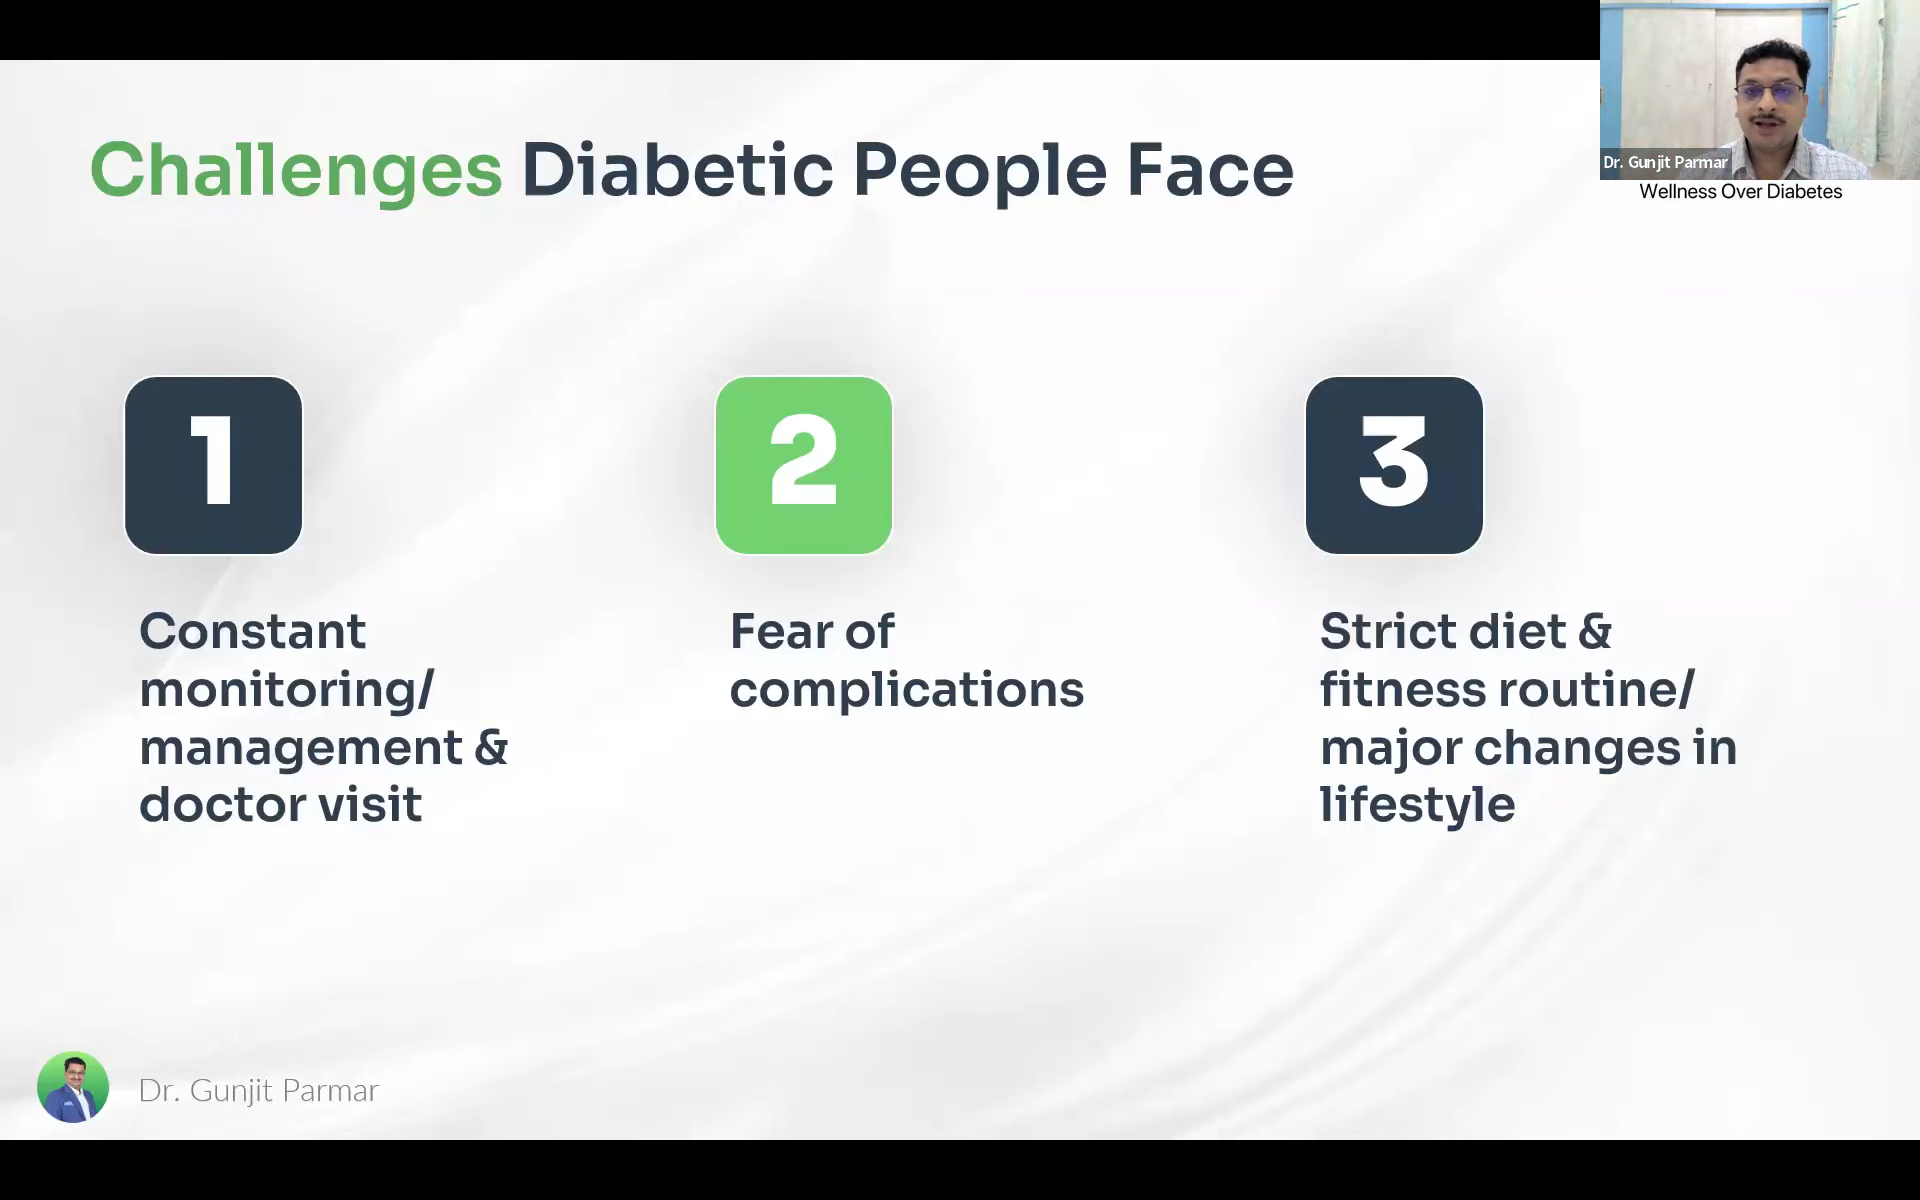 Challenges Diabetic People Face
Dr. Gunjit Parmar
Wellness Over Diabetes
1
Constant
monitoring/
management &
doctor visit
2
Fear of
complications
3
Strict diet &
fitness routine/
major changes in
lifestyle
Dr. Gunjit Parmar